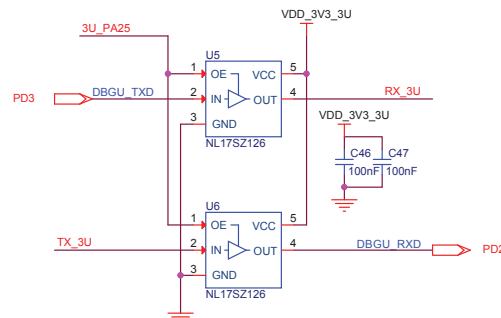 VDD_3V3_3U
3U_PA25
U5
1 OE VCC 5
PD3 DBGU_TXD 2 IN OUT 4 RX_3U
3 GND
NL17SZ126
VDD_3V3_3U
C46 C47
100nF 100nF
U6
1 OE VCC 5
TX_3U 2 IN OUT 4 DBGU_RXD PD2
3 GND
NL17SZ126